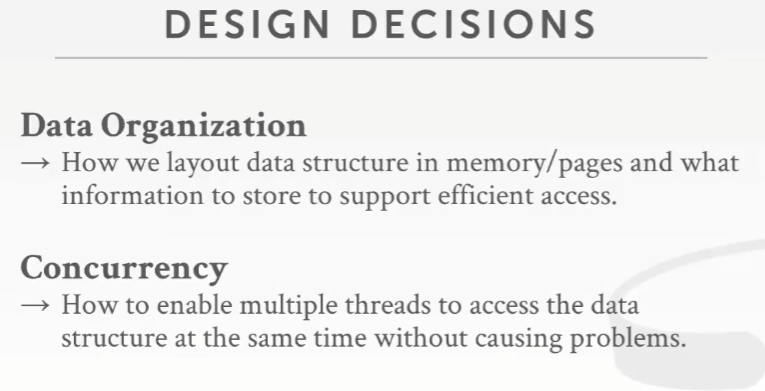 DESIGN DECISIONS
Data Organization
→ How we layout data structure in memory/pages and what
information to store to support efficient access.
Concurrency
→ How to enable multiple threads to access the data
structure at the same time without causing problems.